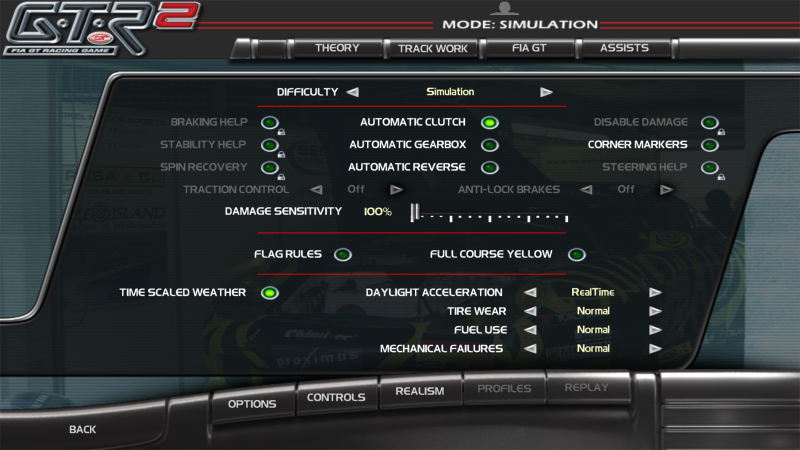 GTR2
FIA GT RACING GAME
MODE: SIMULATION
THEORY TRACK WORK FIA GT ASSISTS
DIFFICULTY Simulation
BRAKING HELP AUTOMATIC CLUTCH DISABLE DAMAGE
STABILITY HELP AUTOMATIC GEARBOX CORNER MARKERS
SPIN RECOVERY AUTOMATIC REVERSE STEERING HELP
TRACTION CONTROL Off ANTI-LOCK BRAKES Off
DAMAGE SENSITIVITY 100%
FLAG RULES FULL COURSE YELLOW
TIME SCALED WEATHER DAYLIGHT ACCELERATION RealTime
TIRE WEAR Normal
FUEL USE Normal
MECHANICAL FAILURES Normal
proximus
BACK OPTIONS CONTROLS REALISM PROFILES REPLAY